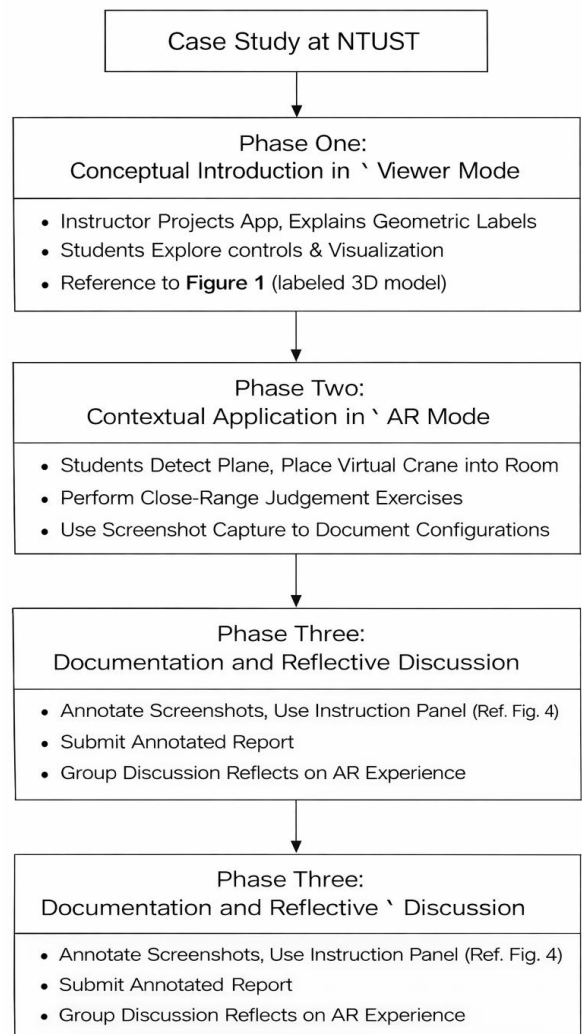 Case Study at NTUST
Phase One:
Conceptual Introduction in ` Viewer Mode
• Instructor Projects App, Explains Geometric Labels
• Students Explore controls & Visualization
• Reference to Figure 1 (labeled 3D model)
Phase Two:
Contextual Application in ` AR Mode
• Students Detect Plane, Place Virtual Crane into Room
• Perform Close-Range Judgement Exercises
• Use Screenshot Capture to Document Configurations
Phase Three:
Documentation and Reflective Discussion
• Annotate Screenshots, Use Instruction Panel (Ref. Fig. 4)
• Submit Annotated Report
• Group Discussion Reflects on AR Experience
Phase Three:
Documentation and Reflective ` Discussion
• Annotate Screenshots, Use Instruction Panel (Ref. Fig. 4)
• Submit Annotated Report
• Group Discussion Reflects on AR Experience